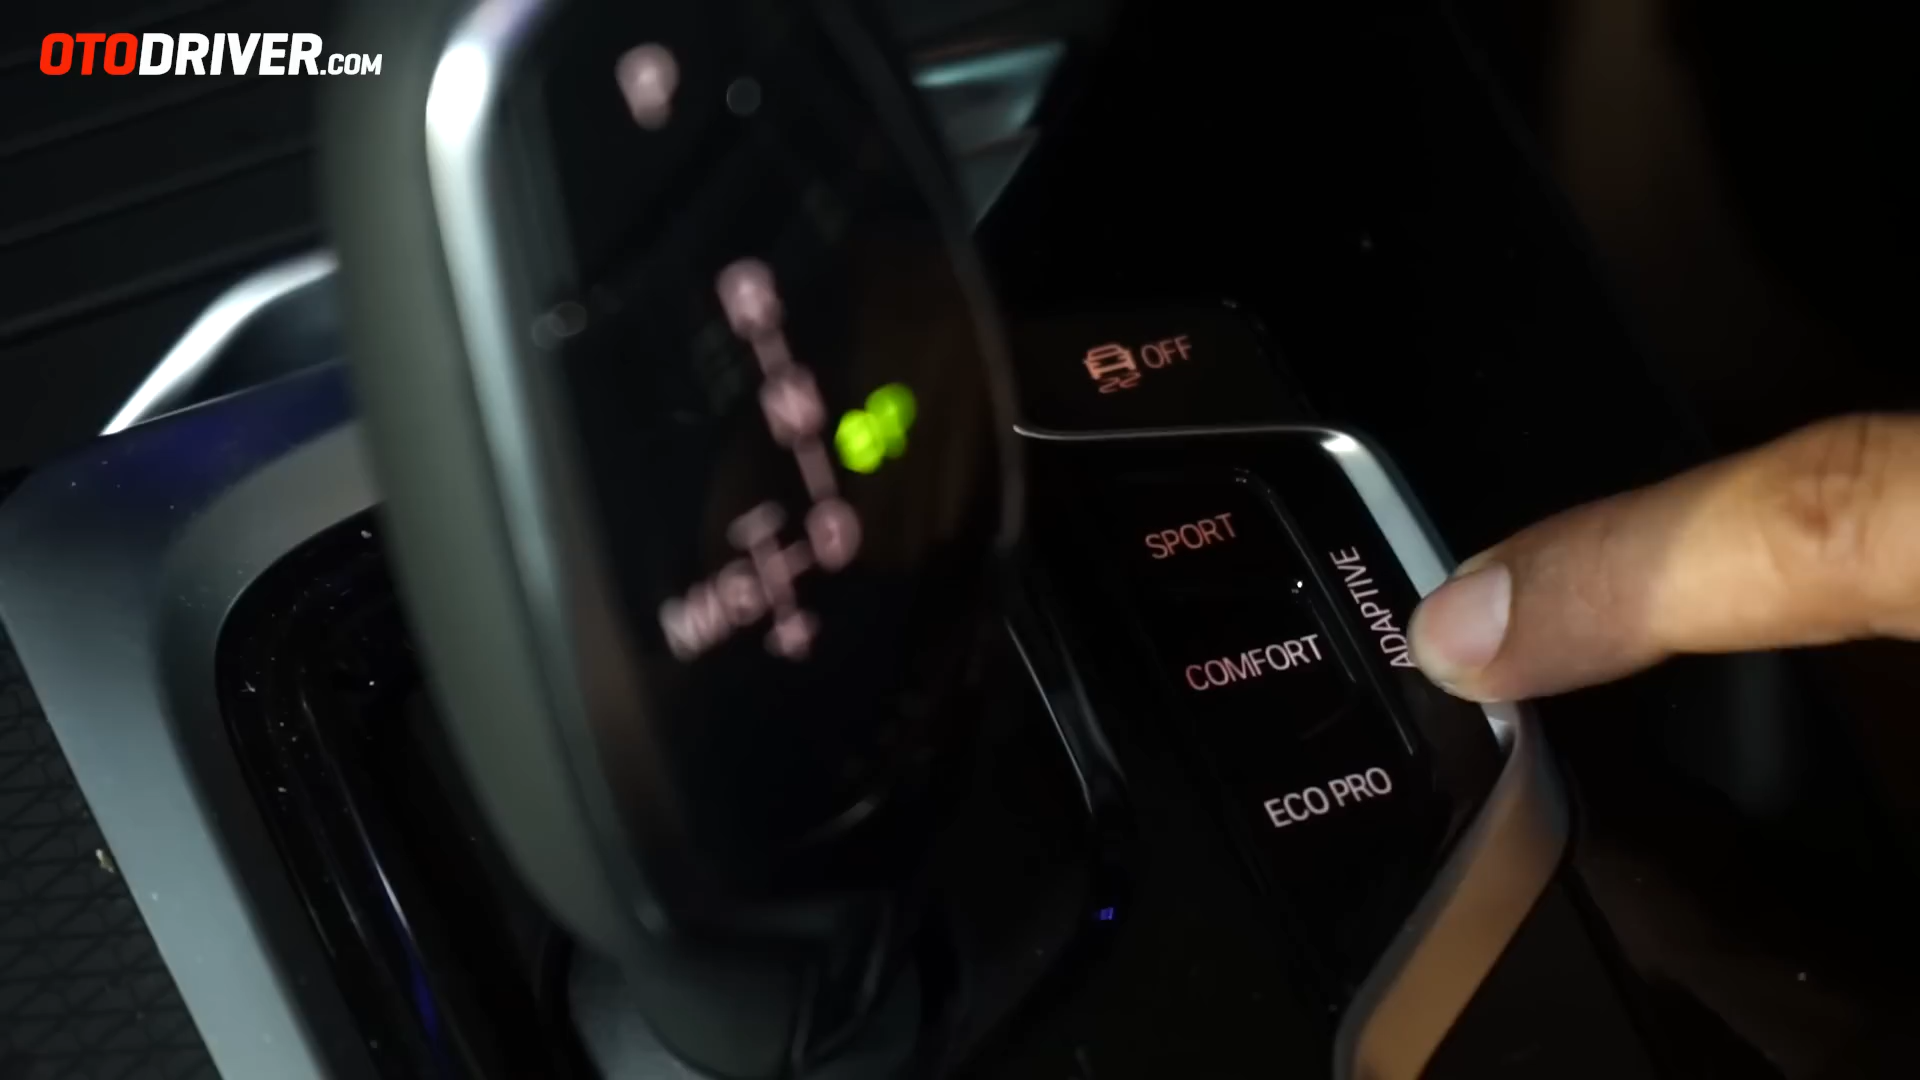 OTODRIVER.COM
OFF
SPORT
ADAPTIVE
COMFORT
ECO PRO